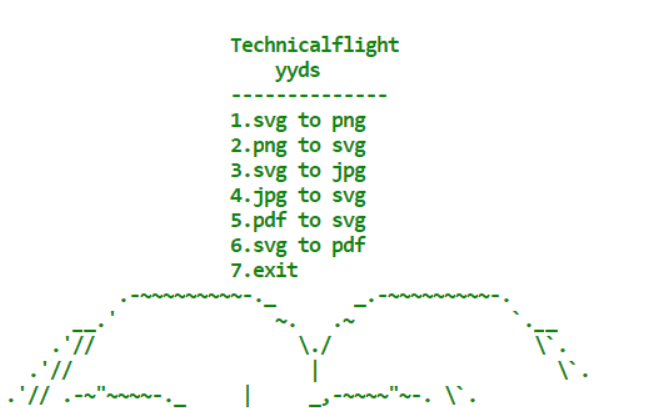 Technicalflight
yyds
--------------
1.svg to png
2.png to svg
3.svg to jpg
4.jpg to svg
5.pdf to svg
6.svg to pdf
7.exit
.-~~~~~~~~~-._       _.-~~~~~~~~~-.
__.'              ~.   .~              `.__
.'//                  \./                  \`.
.'//                     |                     \`.
.'// .-~"~~~~-._     |     _,-~~~~"~-. \`.